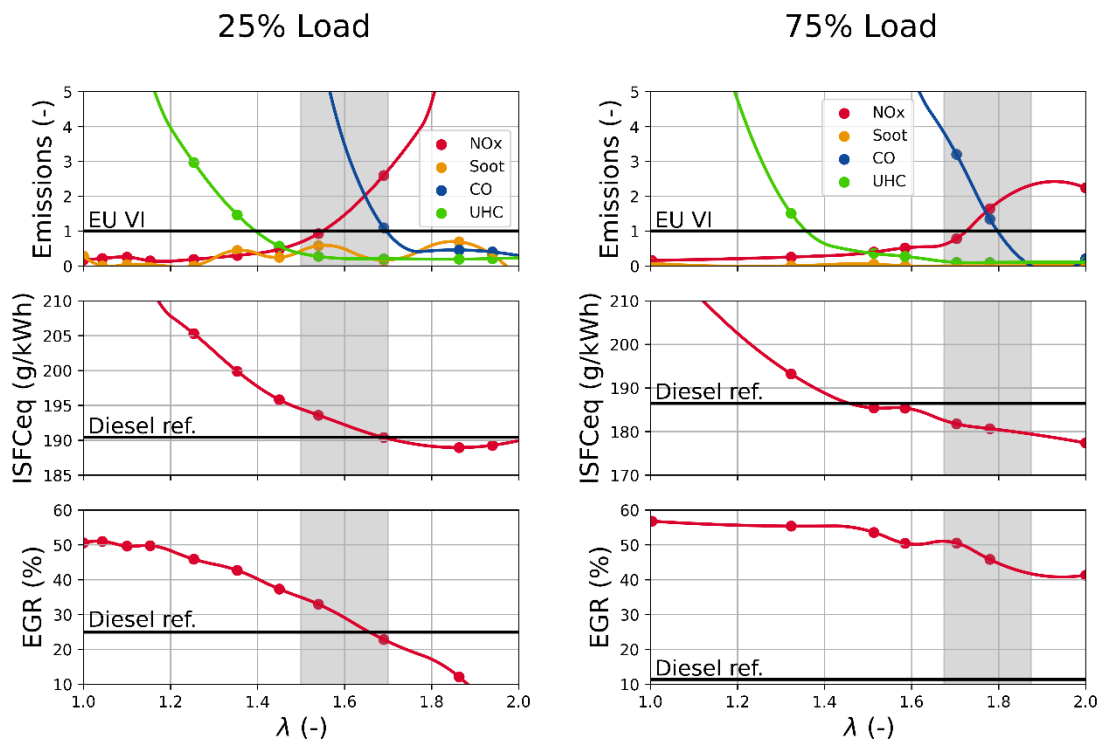 25% Load
75% Load
Emissions (-)
5
4
3
2
1
0
EU VI
NOx
Soot
CO
UHC
Emissions (-)
5
4
3
2
1
0
EU VI
NOx
Soot
CO
UHC
ISFCeq (g/kWh)
210
205
200
195
190
185
Diesel ref.
ISFCeq (g/kWh)
210
200
190
180
170
Diesel ref.
EGR (%)
60
50
40
30
20
10
Diesel ref.
1.0 1.2 1.4 1.6 1.8 2.0
λ (-)
EGR (%)
60
50
40
30
20
10
Diesel ref.
1.0 1.2 1.4 1.6 1.8 2.0
λ (-)